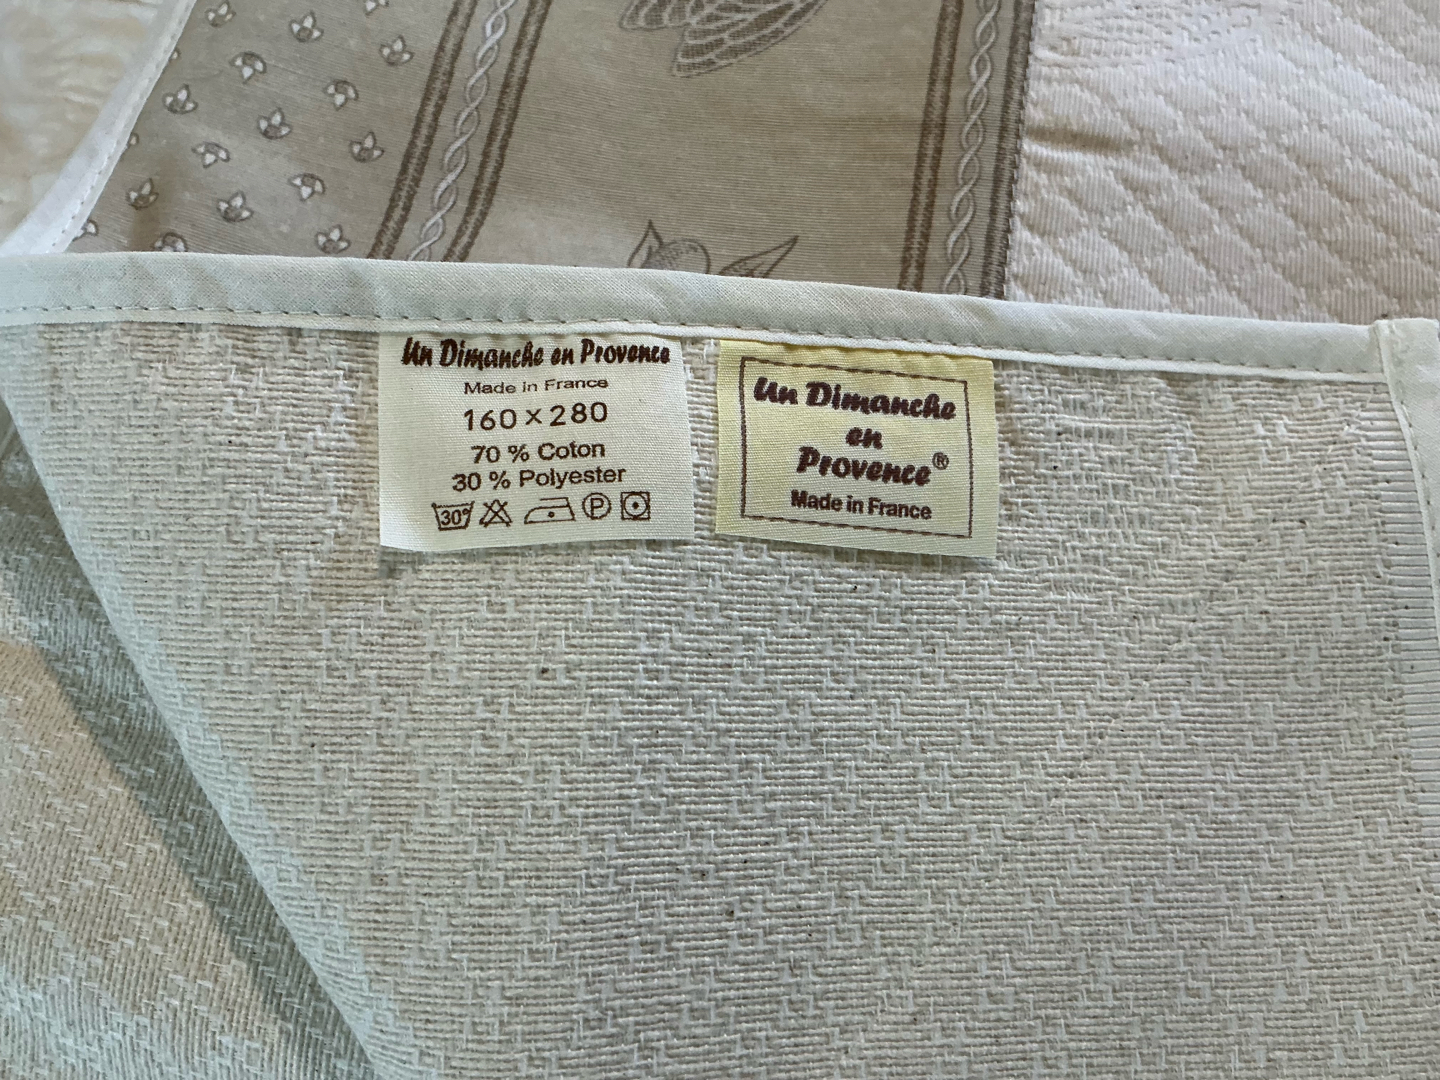 Un Dimanche en Provence
Made in France
160 x 280
70 % Coton
30 % Polyester
30° P
Un Dimanche
en
Provence®
Made in France